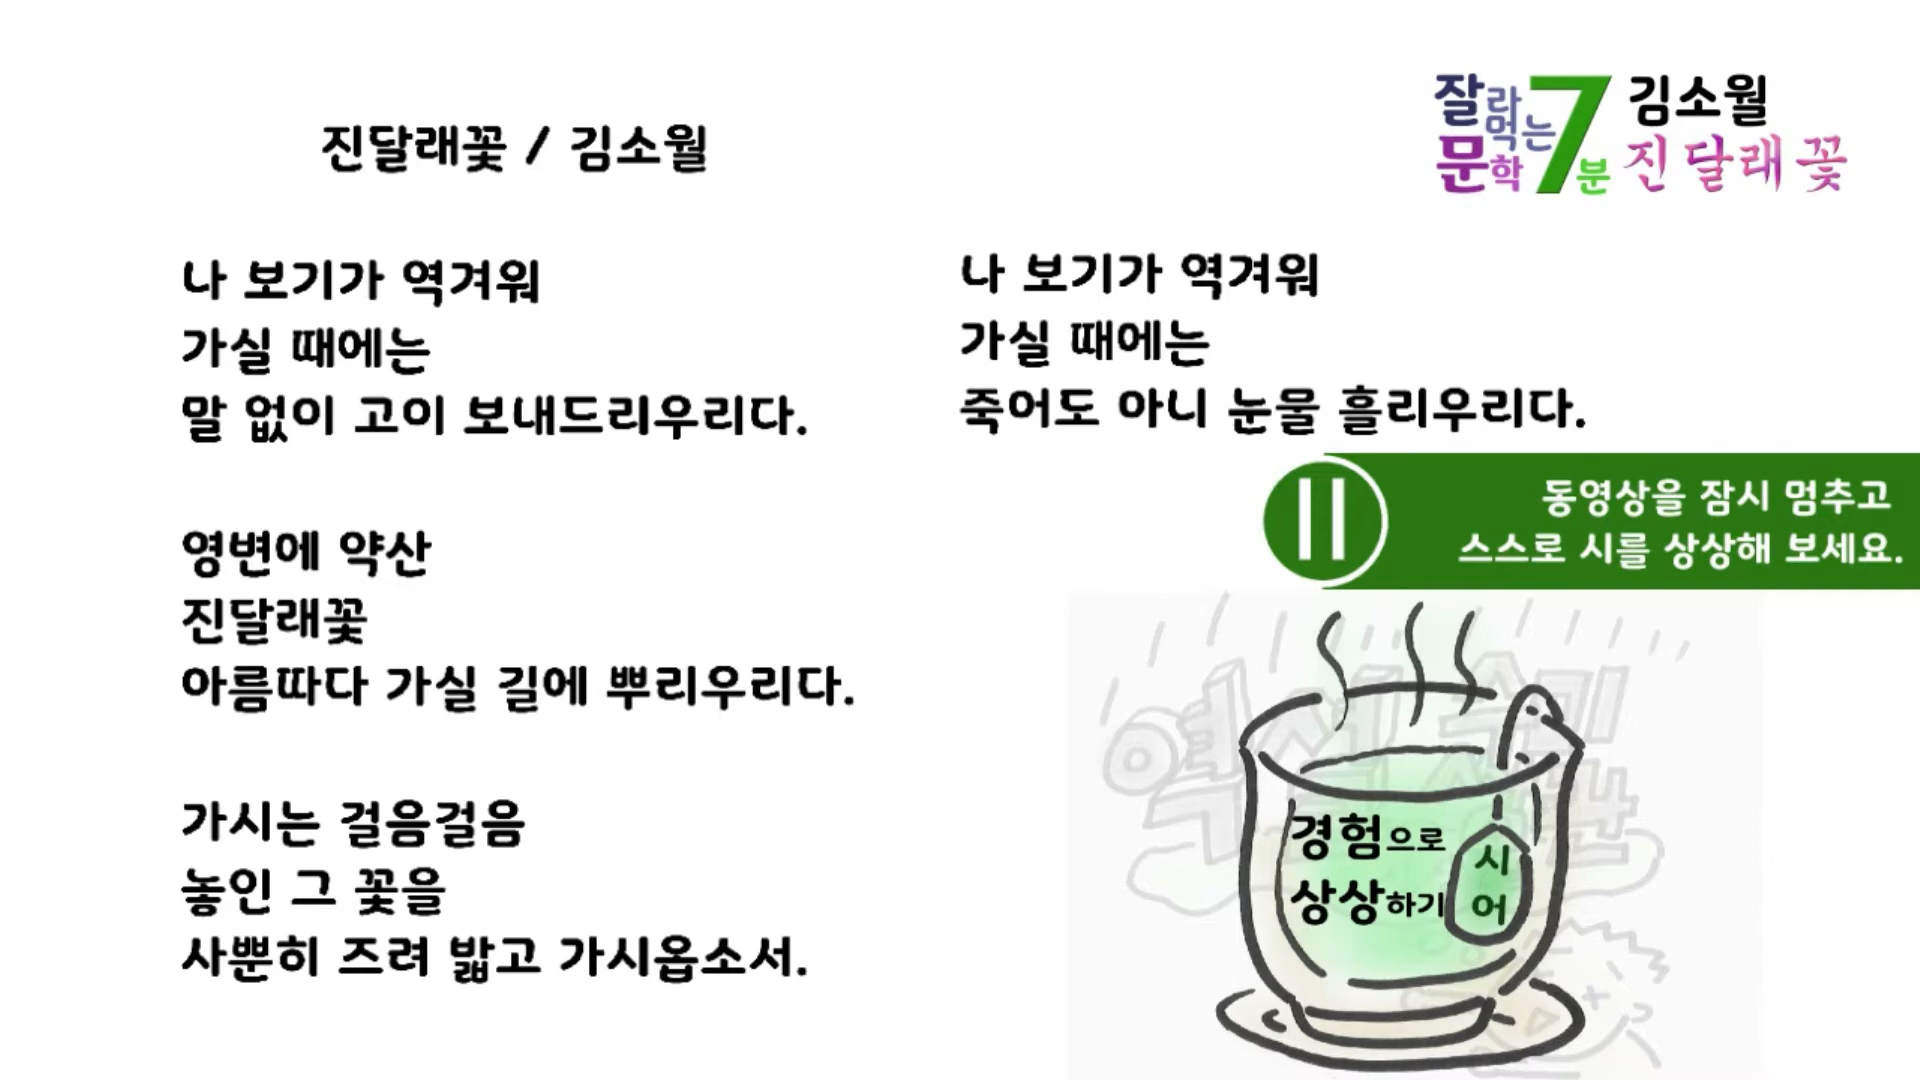 진달래꽃 / 김소월
나 보기가 역겨워
가실 때에는
말 없이 고이 보내드리우리다.
영변에 약산
진달래꽃
아름따다 가실 길에 뿌리우리다.
가시는 걸음걸음
놓인 그 꽃을
사뿐히 즈려 밟고 가시옵소서.
나 보기가 역겨워
가실 때에는
죽어도 아니 눈물 흘리우리다.
잘라먹는
문학
7분
김소월
진달래꽃
동영상을 잠시 멈추고
스스로 시를 상상해 보세요.
경험으로
상상하기
시어